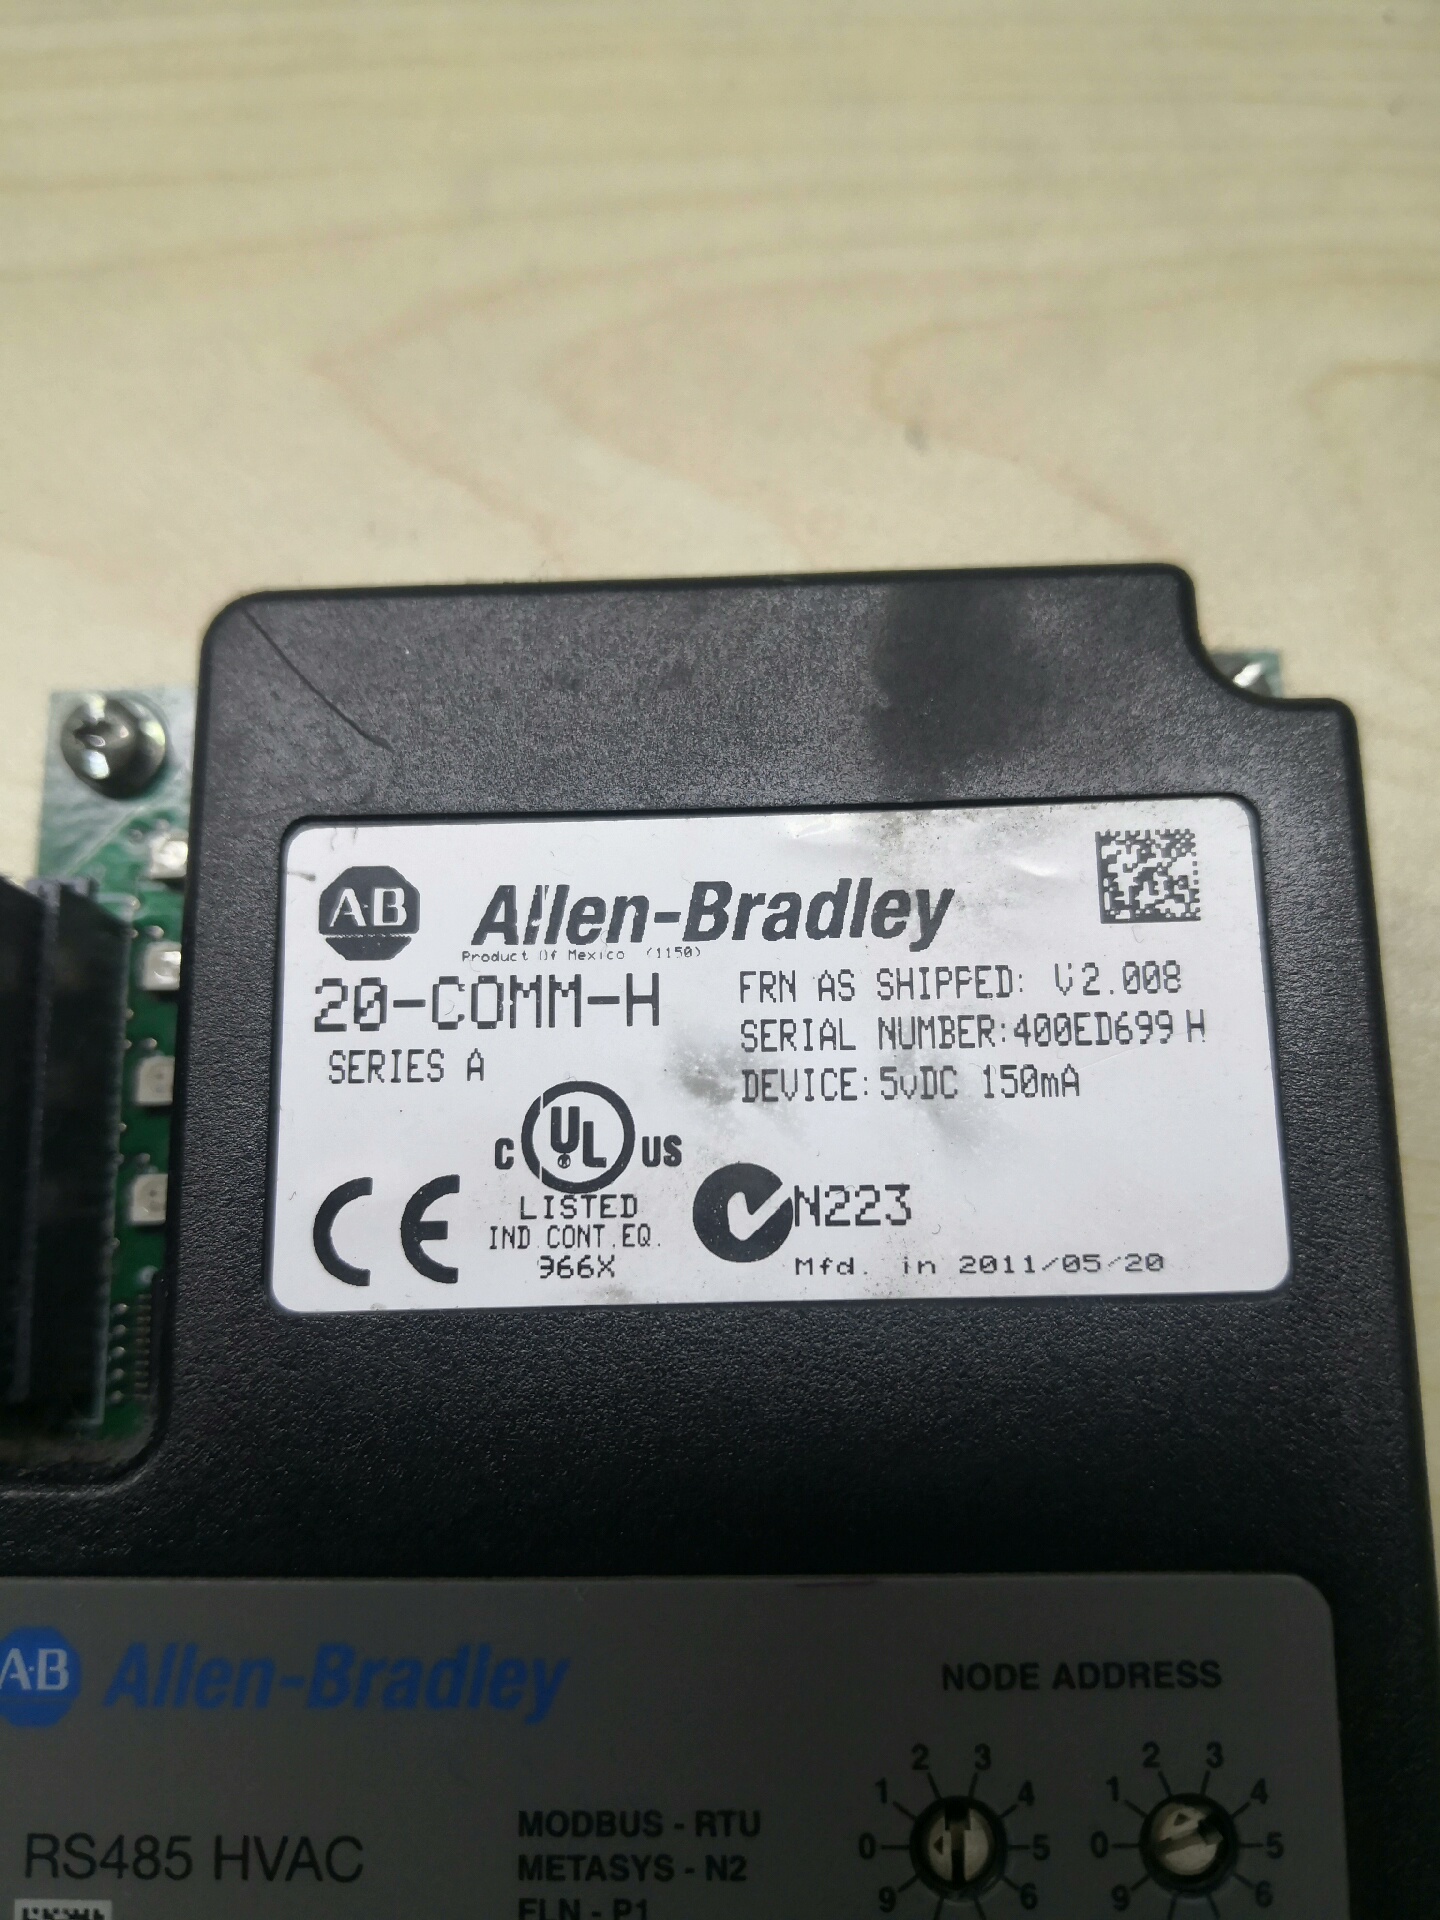 A·B Allen-Bradley
Product Of Mexico (1150)
20-COMM-H
SERIES A
FRN AS SHIPPED: V2.008
SERIAL NUMBER:400ED699 H
DEVICE:5vDC 150mA
C UL US
LISTED
IND.CONT.EQ.
966X
CE
N223
Mfd. in 2011/05/20
A·B Allen-Bradley
NODE ADDRESS
RS485 HVAC
MODBUS - RTU
METASYS - N2
FLN - P1
0 1 2 3 4 5 6 9
0 1 2 3 4 5 6 9